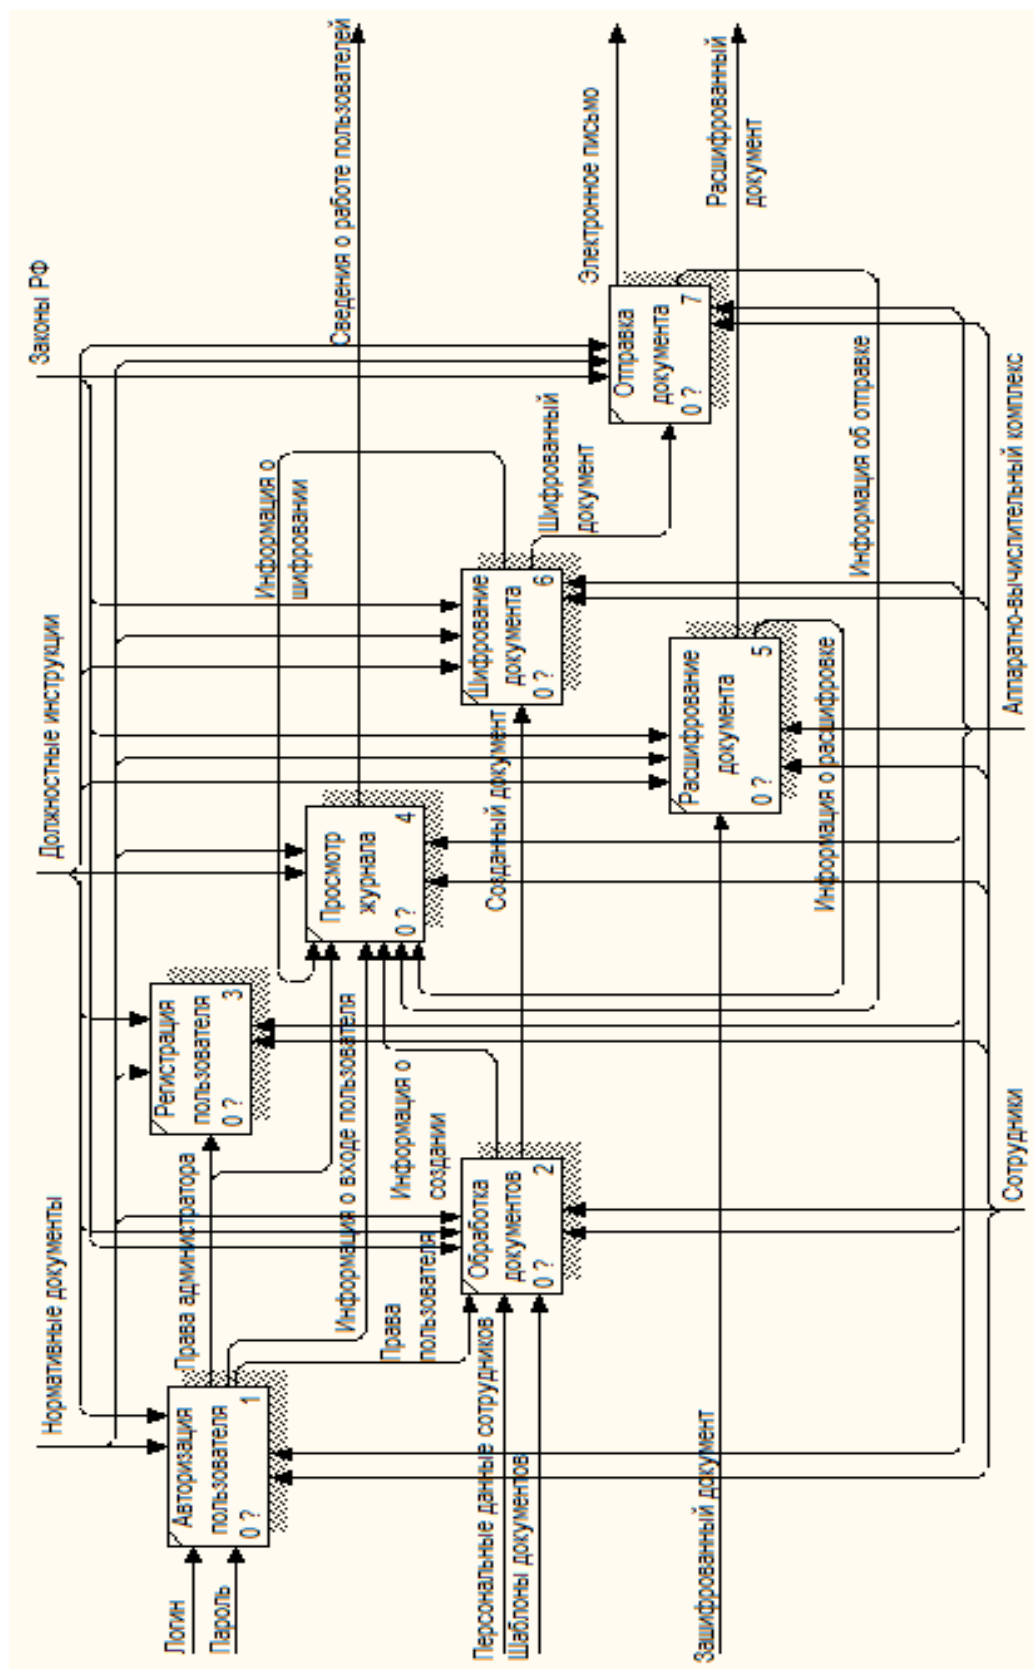 Нормативные документы
Должностные инструкции
Законы РФ
Логин
Пароль
Авторизация
пользователя
0 ?
1
Права администратора
Регистрация
пользователя
0 ?
3
Информация о входе пользователя
Права
пользователя
Просмотр
журнала
0 ?
4
Сведения о работе пользователей
Информация о
шифровании
Информация о
создании
Персональные данные сотрудников
Шаблоны документов
Обработка
документов
0 ?
2
Созданный документ
Шифрование
документа
0 ?
6
Шифрованный
документ
Отправка
документа
0 ?
7
Электронное письмо
Расшифрованный
документ
Зашифрованный документ
Расшифрование
документа
0 ?
5
Информация о расшифровке
Информация об отправке
Сотрудники
Аппаратно-вычислительный комплекс